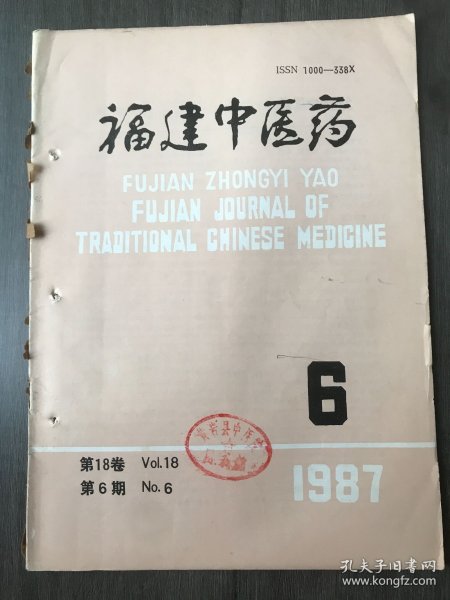 ISSN 1000—338X
福建中医药
FUJIAN ZHONGYI YAO
FUJIAN JOURNAL OF
TRADITIONAL CHINESE MEDICINE
6
第18卷 Vol.18
第6期 No.6
1987
孔夫子旧书网
www.kongfz.com